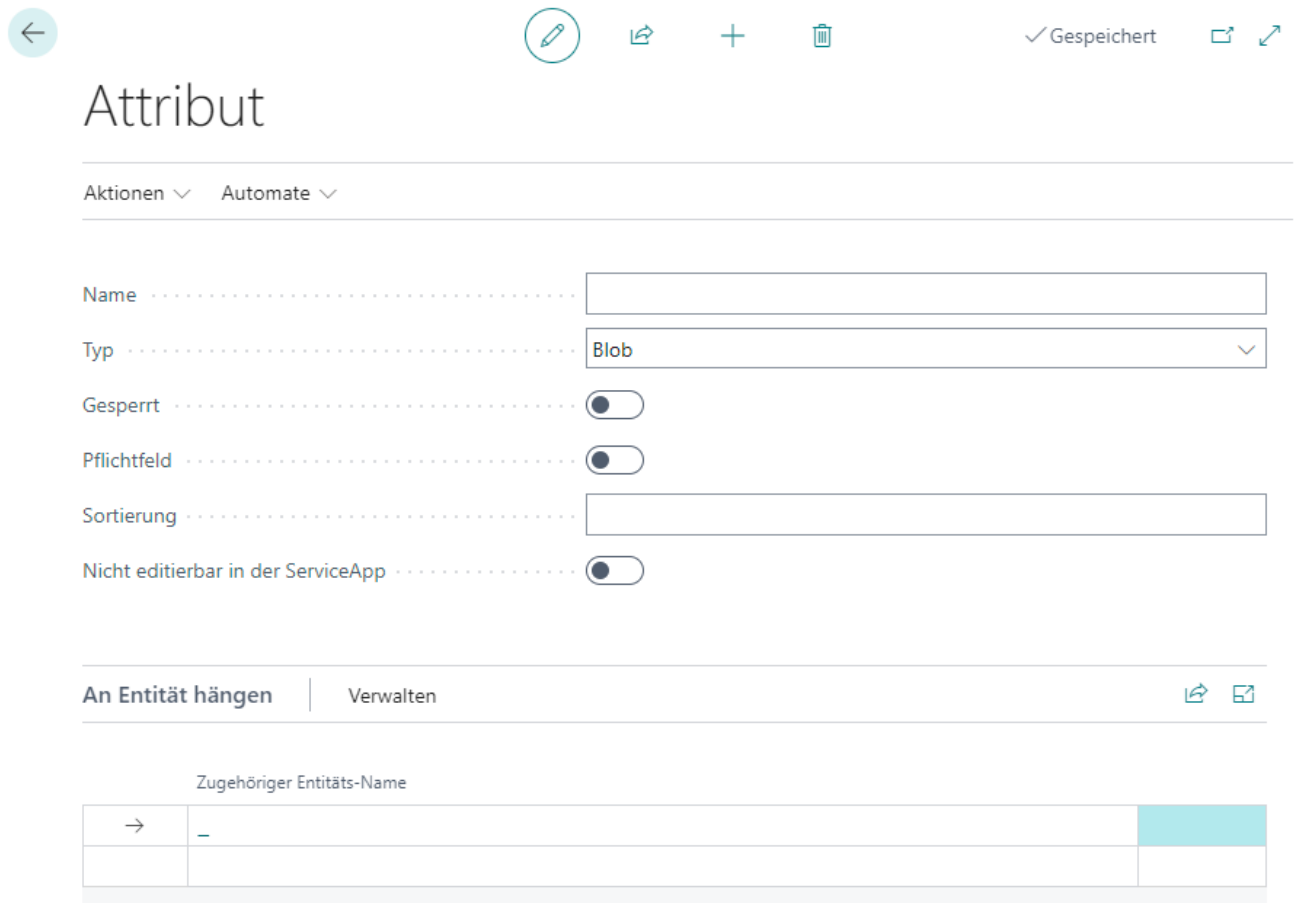 Gespeichert
Attribut
Aktionen Automate
Name
Typ Blob
Gesperrt
Pflichtfeld
Sortierung
Nicht editierbar in der ServiceApp
An Entität hängen Verwalten
Zugehöriger Entitäts-Name
_